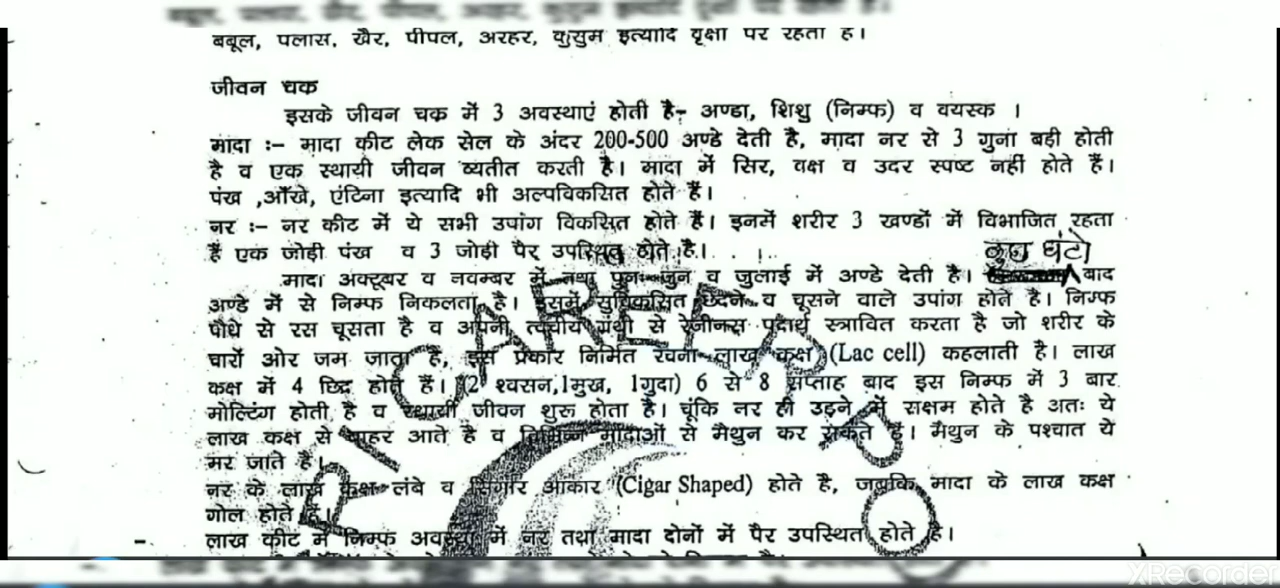 बबूल, पलास, खैर, पीपल, अरहर, कुसुम इत्यादि वृक्षा पर रहता ह।
जीवन चक
इसके जीवन चक्र में 3 अवस्थाएं होती है- अण्डा, शिशु (निम्फ) व वयस्क ।
मादा :– मादा कीट लेक सेल के अंदर 200-500 अण्डे देती है, मादा नर से 3 गुना बड़ी होती
है व एक स्थायी जीवन व्यतीत करती है। मादा में सिर, वक्ष व उदर स्पष्ट नहीं होते हैं।
पंख ,आँखे, एंटिना इत्यादि भी अल्पविकसित होते हैं।
नर :– नर कीट में ये सभी उपांग विकसित होते हैं। इनमें शरीर 3 खण्डों में विभाजित रहता
हैं एक जोड़ी पंख व 3 जोड़ी पैर उपस्थित होते है।
कुछ घंटो
मादा अक्टूबर व नवम्बर में तथा पुनः जुन व जुलाई में अण्डे देती है। बाद
अण्डे में से निम्फ निकलता है। इसमें सुविकसित छेदने व चूसने वाले उपांग होते है। निम्फ
पौधे से रस चूसता है व अपनी त्वचीय ग्रंथी से रेजीनस पदार्थ स्त्रावित करता है जो शरीर के
चारों ओर जम जाता है, इस प्रकार निर्मित रचना लाख कक्ष (Lac cell) कहलाती है। लाख
कक्ष में 4 छिद्र होते हैं। (2 श्वसन,1मुख, 1गुदा) 6 से 8 सप्ताह बाद इस निम्फ में 3 बार
मोल्टिंग होती है व स्थायी जीवन शुरू होता है। चूंकि नर ही उड़ने में सक्षम होते है अतः ये
लाख कक्ष से बाहर आते है व विभिन्न मादाओं से मैथुन कर सकते हैं। मैथुन के पश्चात ये
मर जाते है।
नर के लाख कक्ष लंबे व सिगार आकार (Cigar Shaped) होते है, जबकि मादा के लाख कक्ष
गोल होते हैं।
लाख कीट में निम्फ अवस्था में नर तथा मादा दोनों में पैर उपस्थित होते है।
XRecorder